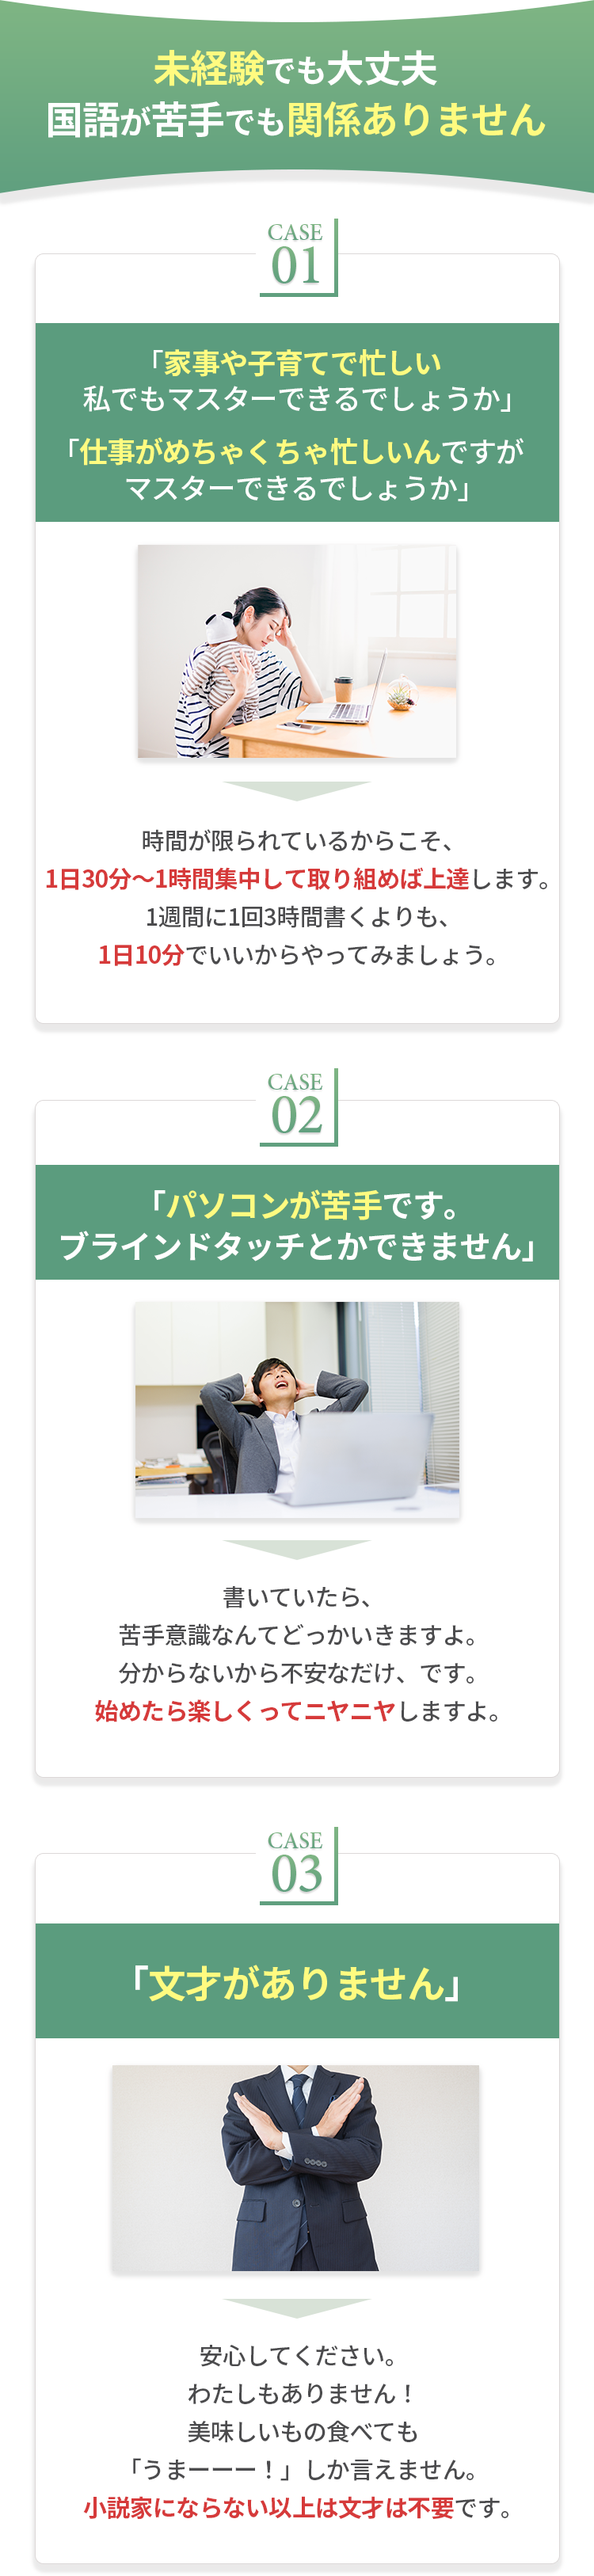 未経験でも大丈夫
国語が苦手でも関係ありません
CASE
01
「家事や子育てで忙しい
私でもマスターできるでしょうか」
「仕事がめちゃくちゃ忙しいんですが
マスターできるでしょうか」
時間が限られているからこそ、
1日30分～1時間集中して取り組めば上達します。
1週間に1回3時間書くよりも、
1日10分でいいからやってみましょう。
CASE
02
「パソコンが苦手です。
ブラインドタッチとかできません」
書いていたら、
苦手意識なんてどっかいきますよ。
分からないから不安なだけ、です。
始めたら楽しくってニヤニヤしますよ。
CASE
03
「文才がありません」
安心してください。
わたしもありません！
美味しいもの食べても
「うまーーー！」しか言えません。
小説家にならない以上は文才は不要です。